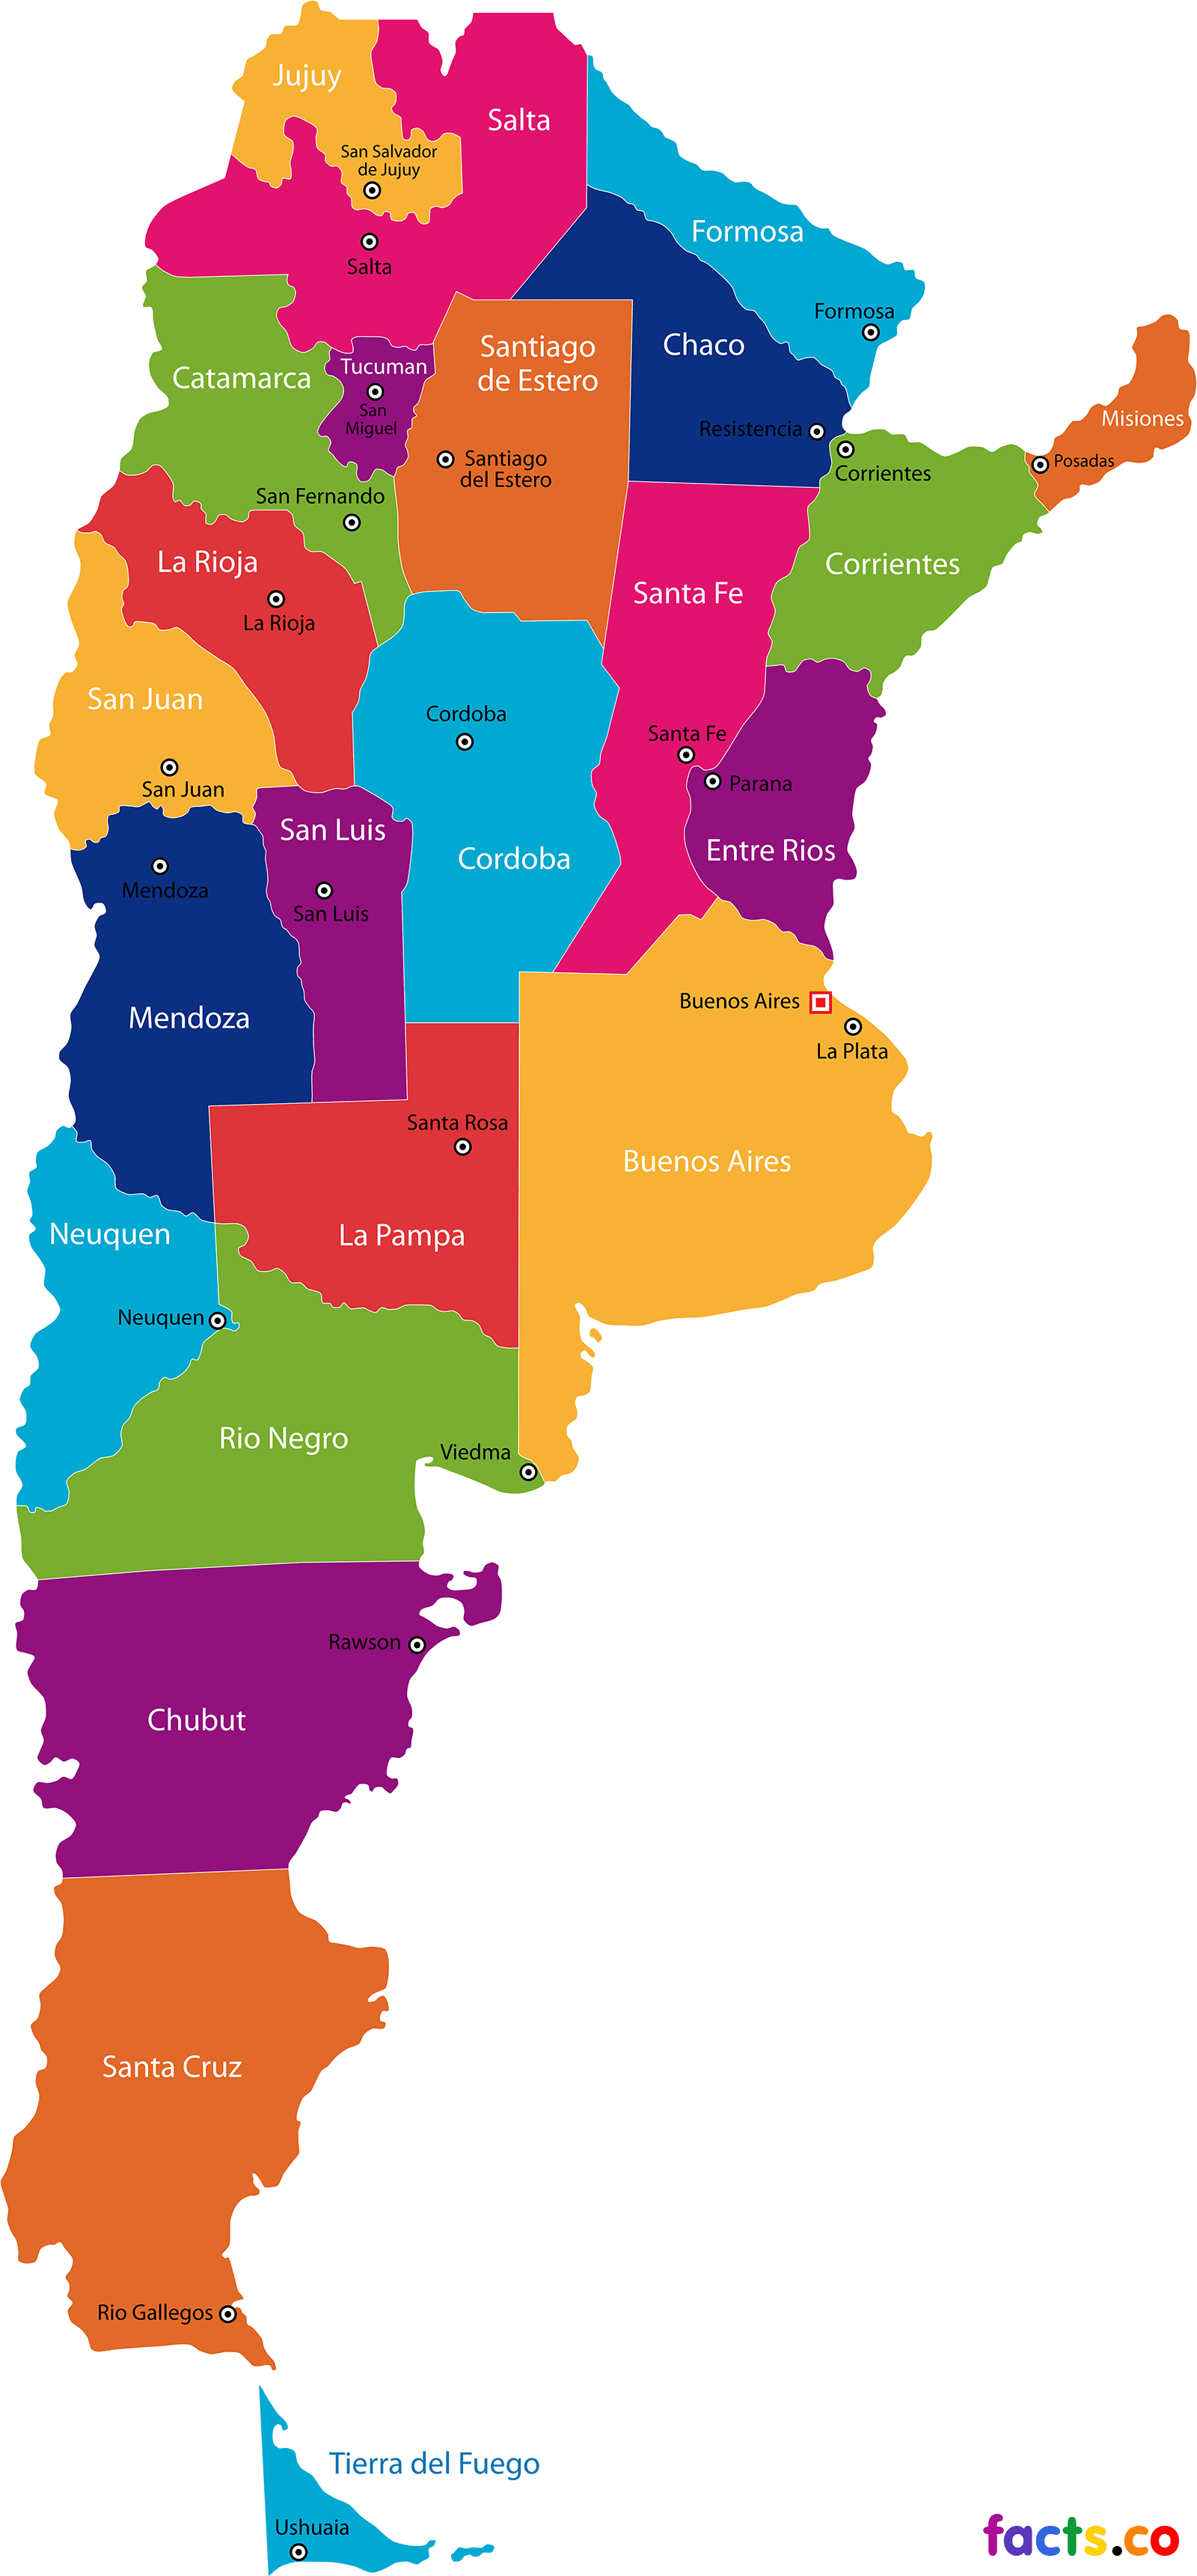 Jujuy
Salta
San Salvador
de Jujuy
Formosa
Salta
Formosa
Santiago
de Estero
Chaco
Tucuman
Catamarca
San
Miguel
Misiones
Resistencia
Santiago
del Estero
Posadas
Corrientes
San Fernando
La Rioja
Corrientes
Santa Fe
La Rioja
San Juan
Cordoba
Santa Fe
San Juan
Parana
San Luis
Entre Rios
Cordoba
Mendoza
San Luis
Buenos Aires
Mendoza
La Plata
Santa Rosa
Buenos Aires
Neuquen
La Pampa
Neuquen
Rio Negro
Viedma
Rawson
Chubut
Santa Cruz
Rio Gallegos
Tierra del Fuego
Ushuaia
facts.co